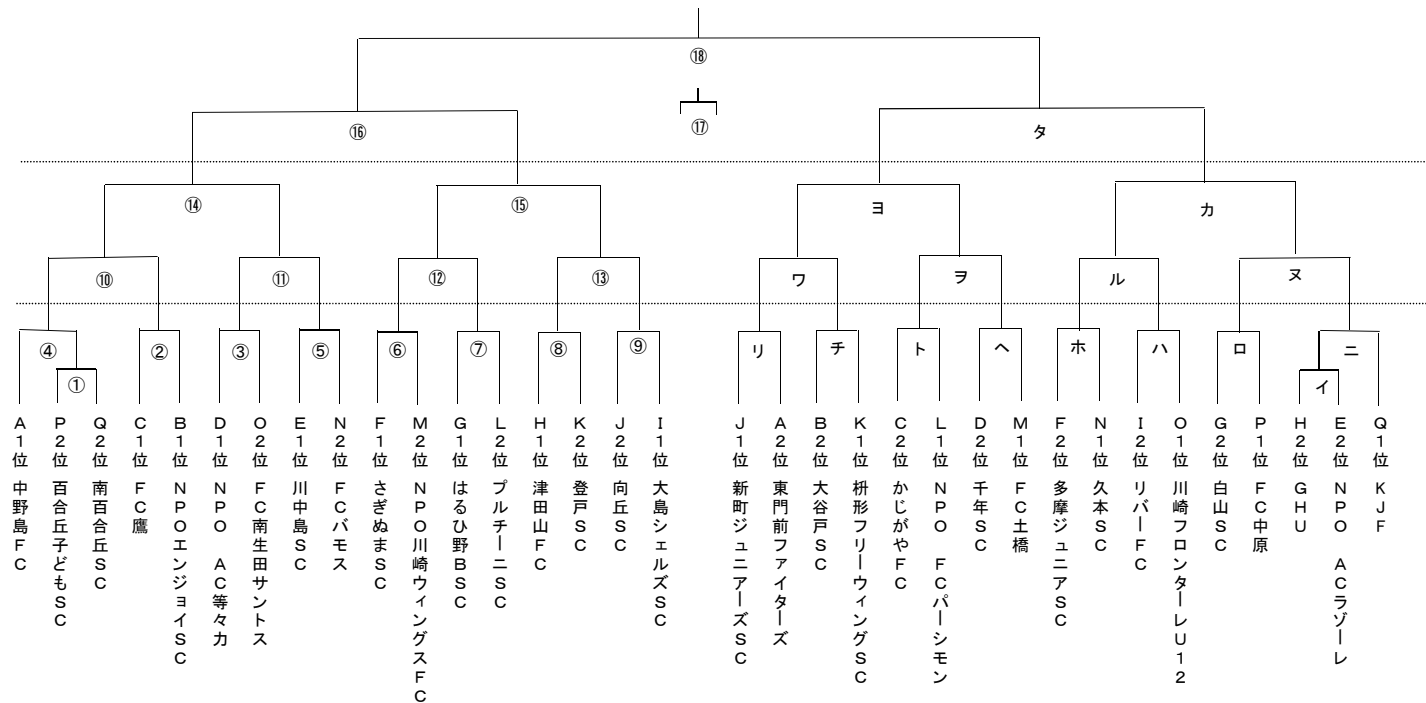 ⑱
⑰
⑯
タ
⑭
⑮
ヨ
カ
⑩
⑪
⑫
⑬
ワ
ヲ
ル
ヌ
④
②
③
⑤
⑥
⑦
⑧
⑨
リ
チ
ト
ヘ
ホ
ハ
ロ
ニ
①
イ
A1位 中野島FC
P2位 百合丘子どもSC
Q2位 南百合丘SC
C1位 FC鷹
B1位 NPOエンジョイSC
D1位 NPO AC等々力
O2位 FC南生田サントス
E1位 川中島SC
N2位 FCバモス
F1位 さぎぬまSC
M2位 NPO川崎ウィングスFC
G1位 はるひ野BSC
L2位 プルチーニSC
H1位 津田山FC
K2位 登戸SC
J2位 向丘SC
I1位 大島シェルズSC
J1位 新町ジュニアーズSC
A2位 東門前ファイターズ
B2位 大谷戸SC
K1位 枡形フリーウィングSC
C2位 かじがやFC
L1位 NPO FCパーシモン
D2位 千年SC
M1位 FC土橋
F2位 多摩ジュニアSC
N1位 久本SC
I2位 リバーFC
O1位 川崎フロンターレU12
G2位 白山SC
P1位 FC中原
H2位 GHU
E2位 NPO ACラゾーレ
Q1位 KJF